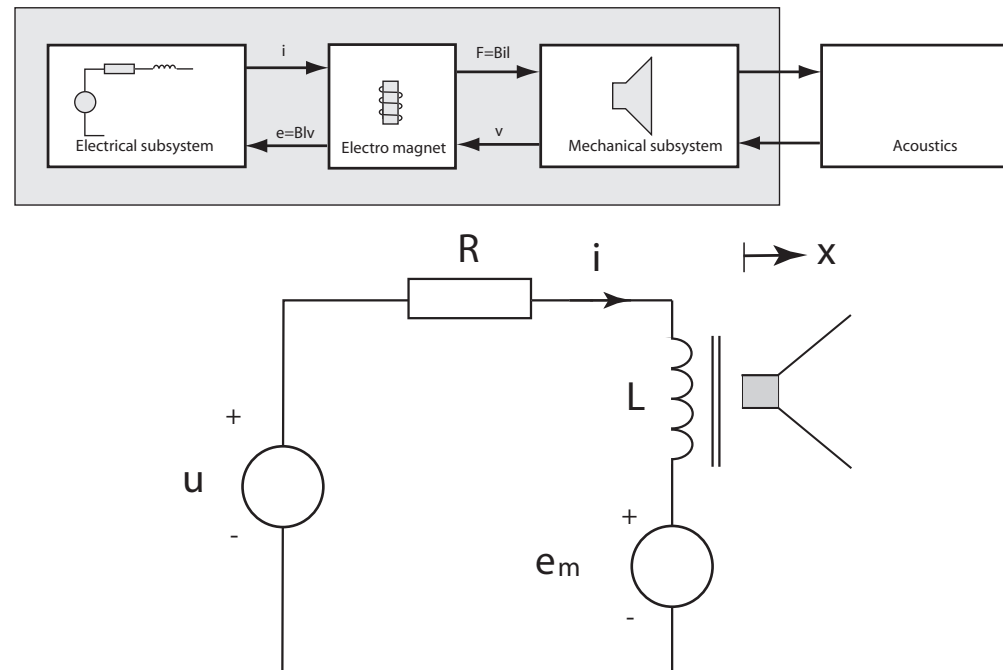 i
F=Bil
e=Blv
v
Electrical subsystem
Electro magnet
Mechanical subsystem
Acoustics
R
i
x
L
+
u
-
+
em
-